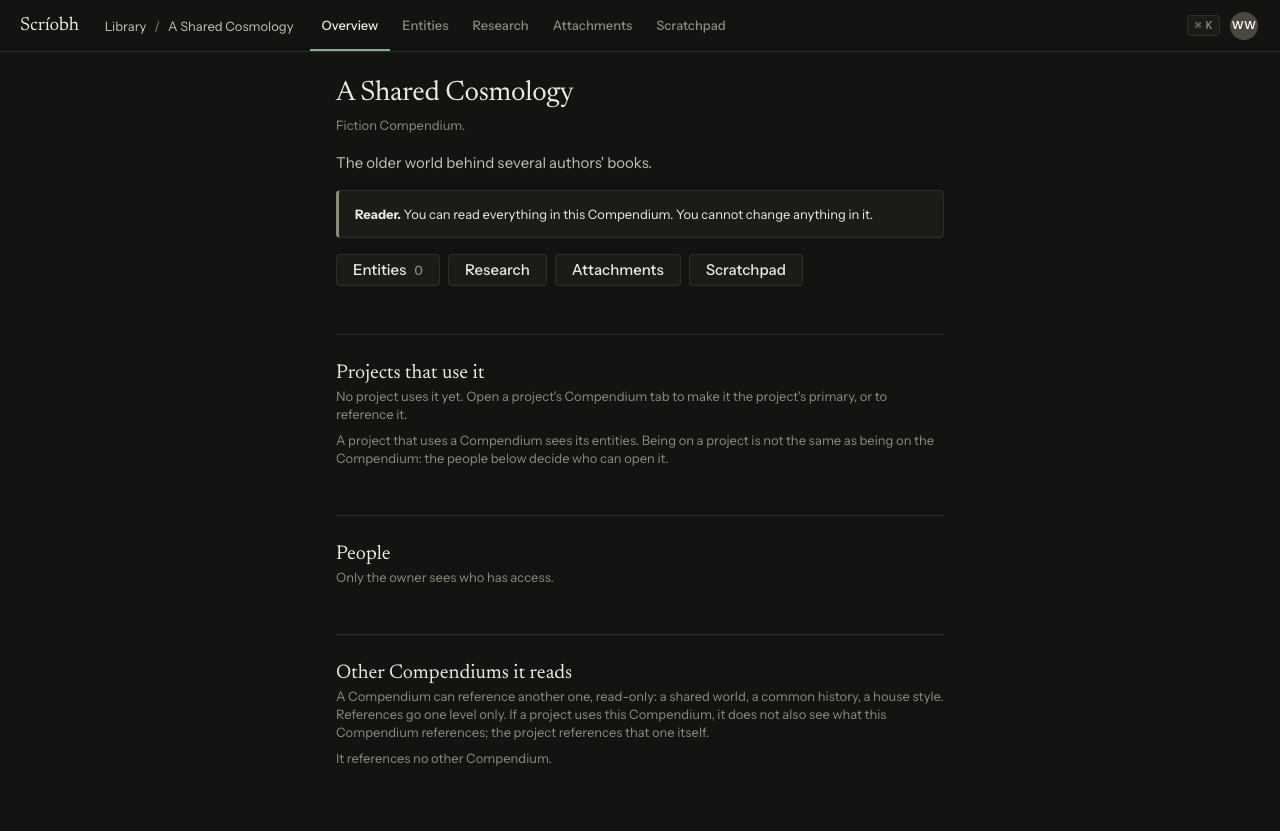 Scríobh
Library / A Shared Cosmology
Overview
Entities
Research
Attachments
Scratchpad
⌘ K
WW
A Shared Cosmology
Fiction Compendium.
The older world behind several authors' books.
Reader. You can read everything in this Compendium. You cannot change anything in it.
Entities 0
Research
Attachments
Scratchpad
Projects that use it
No project uses it yet. Open a project's Compendium tab to make it the project's primary, or to
reference it.
A project that uses a Compendium sees its entities. Being on a project is not the same as being on the
Compendium: the people below decide who can open it.
People
Only the owner sees who has access.
Other Compendiums it reads
A Compendium can reference another one, read-only: a shared world, a common history, a house style.
References go one level only. If a project uses this Compendium, it does not also see what this
Compendium references; the project references that one itself.
It references no other Compendium.